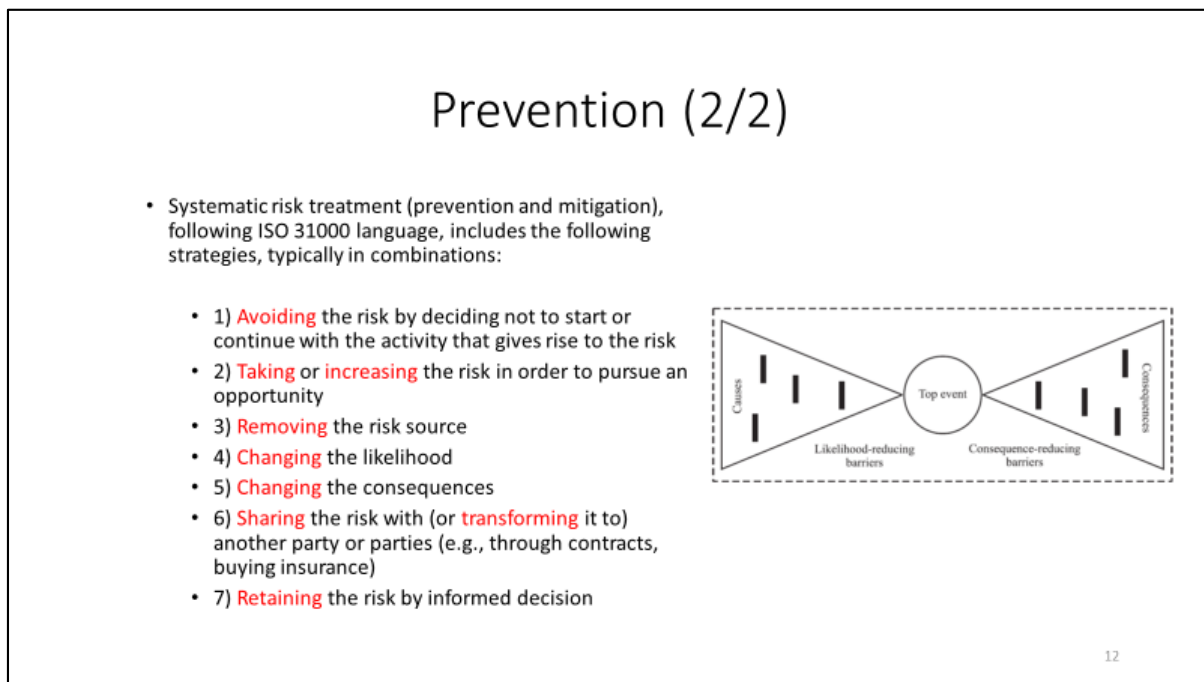 Prevention (2/2)
• Systematic risk treatment (prevention and mitigation),
following ISO 31000 language, includes the following
strategies, typically in combinations:
• 1) Avoiding the risk by deciding not to start or
continue with the activity that gives rise to the risk
• 2) Taking or increasing the risk in order to pursue an
opportunity
• 3) Removing the risk source
• 4) Changing the likelihood
• 5) Changing the consequences
• 6) Sharing the risk with (or transforming it to)
another party or parties (e.g., through contracts,
buying insurance)
• 7) Retaining the risk by informed decision
Causes
Top event
Consequences
Likelihood-reducing
barriers
Consequence-reducing
barriers
12